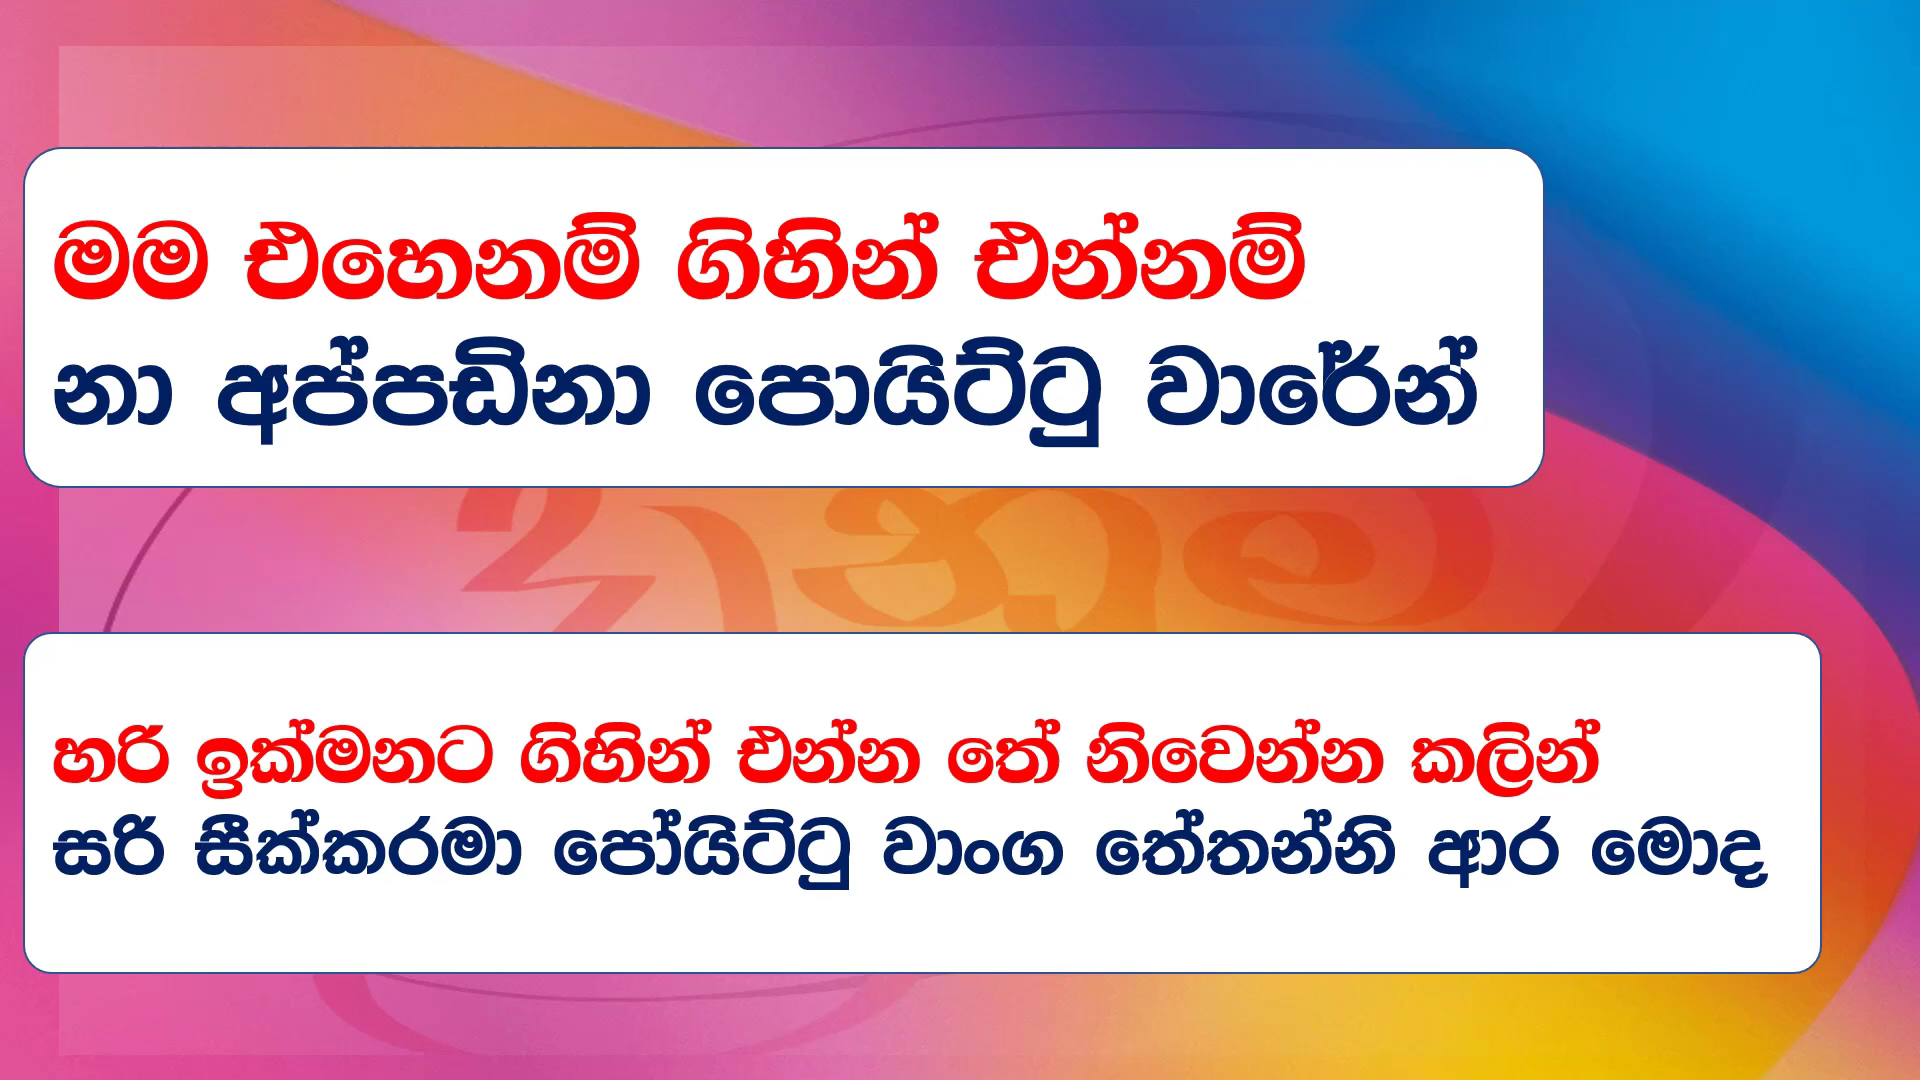 මම එහෙනම් ගිහින් එන්නම්
නා අප්පඩිනා පොයිට්ටු වාරේන්
හරි ඉක්මනට ගිහින් එන්න තේ නිවෙන්න කලින්
සරි සීක්කරමා පෝයිට්ටු වාංග තේතන්නි ආර මොද